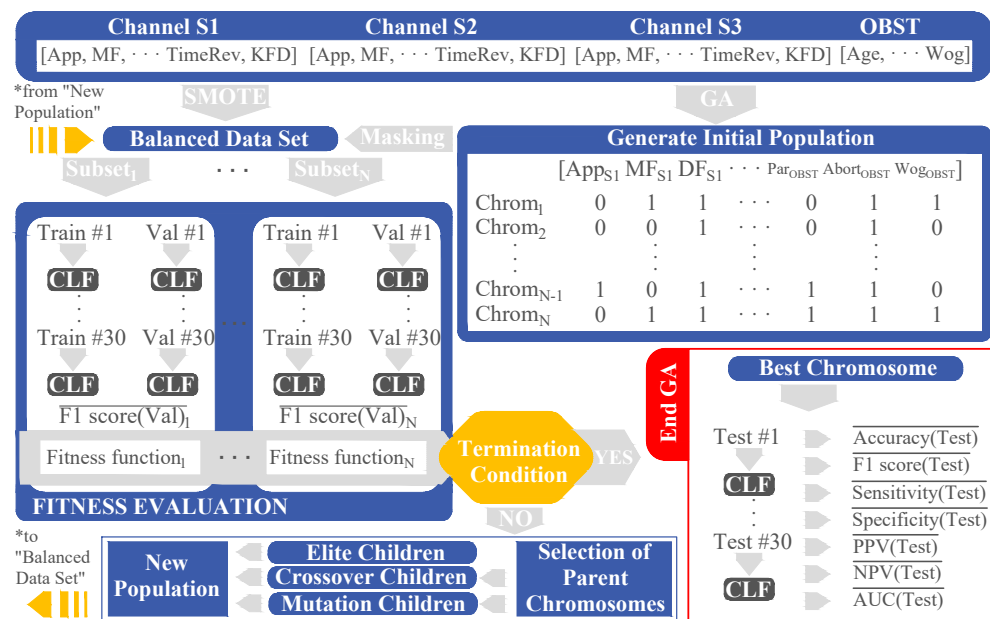 Channel S1 Channel S2 Channel S3 OBST
[App, MF, · · · TimeRev, KFD] [App, MF, · · · TimeRev, KFD] [App, MF, · · · TimeRev, KFD] [Age, · · · Wog]
*from "New
Population"
SMOTE
GA
Balanced Data Set
Masking
Subset1 · · · SubsetN
Generate Initial Population
[AppS1 MFS1 DFS1 · · · ParOBST AbortOBST WogOBST]
Chrom1 0 1 1 · · · 0 1 1
Chrom2 0 0 1 · · · 0 1 0
ChromN-1 1 0 1 · · · 1 1 0
ChromN 0 1 1 · · · 1 1 1
Train #1 Val #1 Train #1 Val #1
CLF CLF CLF CLF
· · ·
Train #30 Val #30 Train #30 Val #30
CLF CLF CLF CLF
F1 score(Val)1 F1 score(Val)N
Fitness function1 · · · Fitness functionN
FITNESS EVALUATION
Termination
Condition
YES
NO
End GA
Best Chromosome
Test #1
CLF
Test #30
CLF
Accuracy(Test)
F1 score(Test)
Sensitivity(Test)
Specificity(Test)
PPV(Test)
NPV(Test)
AUC(Test)
*to
"Balanced
Data Set"
New
Population
Elite Children
Crossover Children
Mutation Children
Selection of
Parent
Chromosomes